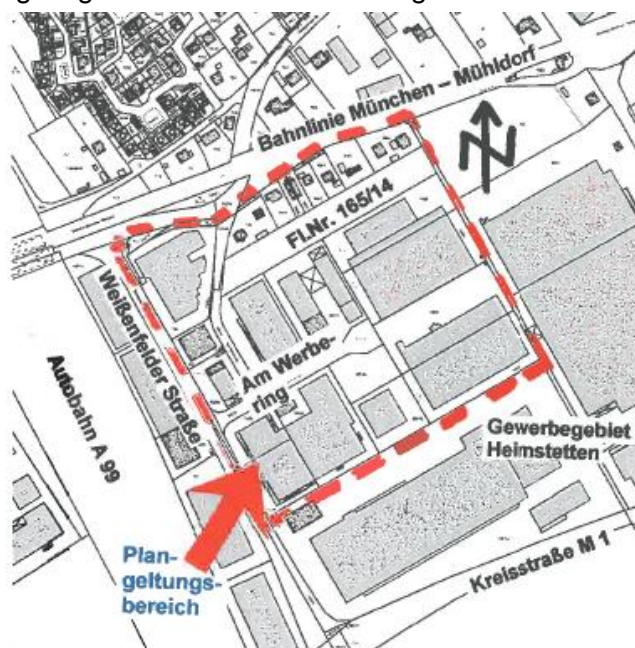 Bahnlinie München – Mühldorf
N
Fl.Nr. 165/14
Weißenfelder Straße
Am Werbe-
ring
Autobahn A 99
Gewerbegebiet
Heimstetten
Plan-
geltungs-
bereich
Kreisstraße M 1